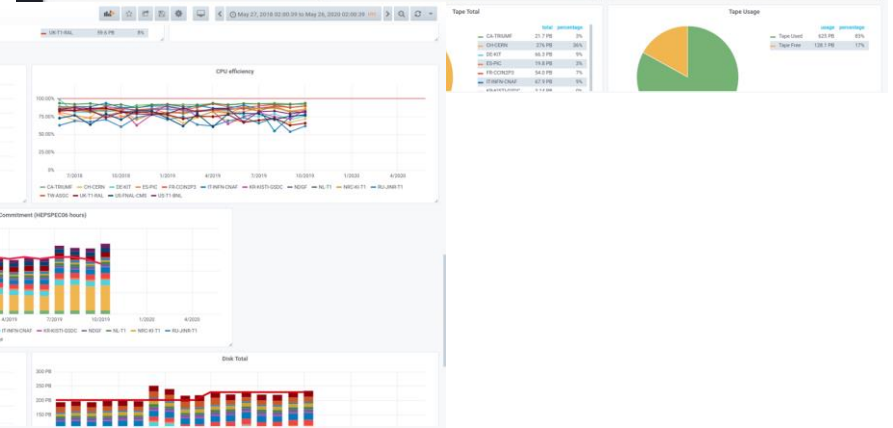 May 27, 2018 02:00:39 to May 26, 2020 02:00:39
UK-T1-RAL 59.6 PB 8%
CPU efficiency
100.00%
75.00%
50.00%
25.00%
0%
7/2018 10/2018 1/2019 4/2019 7/2019 10/2019 1/2020 4/2020
CA-TRIUMF CH-CERN DE-KIT ES-PIC FR-CCIN2P3 IT-INFN-CNAF KR-KISTI-GSDC NDGF NL-T1 NRC-KI-T1 RU-JINR-T1
TW-ASGC UK-T1-RAL US-FNAL-CMS US-T1-BNL
Commitment (HEPSPEC06 hours)
4/2019 7/2019 10/2019 1/2020 4/2020
IT-INFN-CNAF KR-KISTI-GSDC NDGF NL-T1 NRC-KI-T1 RU-JINR-T1
Disk Total
300 PB
250 PB
200 PB
150 PB
Tape Total
total percentage
CA-TRIUMF 21.7 PB 3%
CH-CERN 36%
DE-KIT 66.3 PB 9%
ES-PIC 19.8 PB 3%
FR-CCIN2P3 54.0 PB 7%
IT-INFN-CNAF 67.9 PB 9%
KR-KISTI-GSDC
Tape Usage
usage percentage
Tape Used 625 PB 83%
Tape Free 128.1 PB 17%